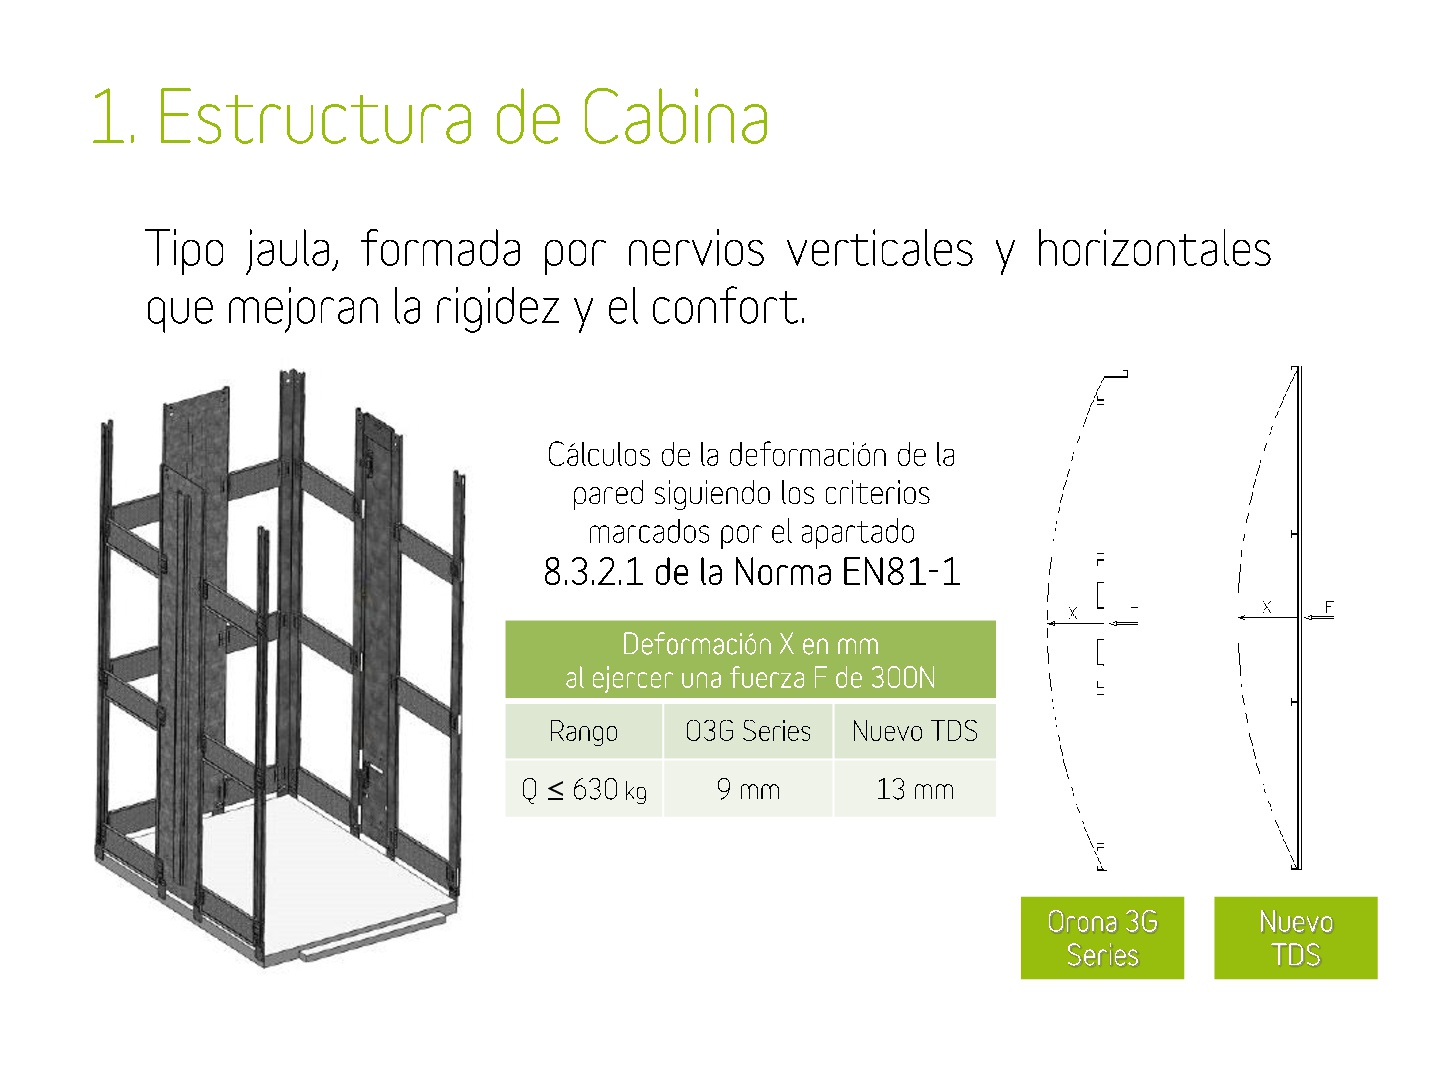 1. Estructura de Cabina
Tipo jaula, formada por nervios verticales y horizontales
que mejoran la rigidez y el confort.
Cálculos de la deformación de la
pared siguiendo los criterios
marcados por el apartado
8.3.2.1 de la Norma EN81-1
Deformación X en mm
al ejercer una fuerza F de 300N
Rango O3G Series Nuevo TDS
Q ≤ 630 kg 9 mm 13 mm
X
X F
Orona 3G
Series
Nuevo
TDS